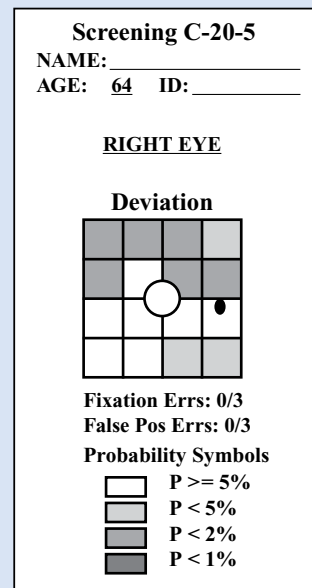 Screening C-20-5
NAME:
AGE: 64 ID:
RIGHT EYE
Deviation
Fixation Errs: 0/3
False Pos Errs: 0/3
Probability Symbols
P >= 5%
P < 5%
P < 2%
P < 1%